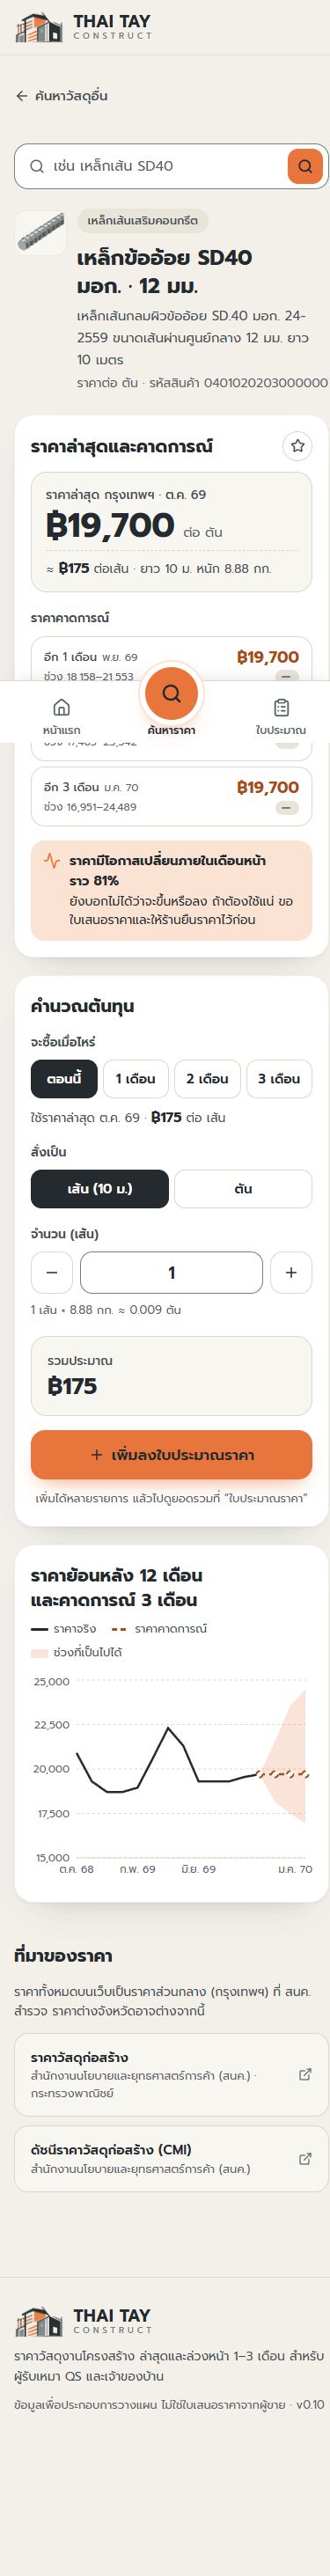 THAI TAY
CONSTRUCT
ค้นหาวัสดุอื่น
เช่น เหล็กเส้น SD40
เหล็กเส้นเสริมคอนกรีต
เหล็กข้ออ้อย SD40
มอก. · 12 มม.
เหล็กเส้นกลมผิวข้ออ้อย SD.40 มอก. 24-
2559 ขนาดเส้นผ่านศูนย์กลาง 12 มม. ยาว
10 เมตร
ราคาต่อ ตัน · รหัสสินค้า 0401020203000000
ราคาล่าสุดและคาดการณ์
ราคาล่าสุด กรุงเทพฯ · ต.ค. 69
฿19,700 ต่อ ตัน
≈ ฿175 ต่อเส้น · ยาว 10 ม. หนัก 8.88 กก.
ราคาคาดการณ์
อีก 1 เดือน พ.ย. 69
฿19,700
ช่วง 18,158–21,553
หน้าแรก
ค้นหาราคา
ใบประมาณ
อีก 3 เดือน ม.ค. 70
฿19,700
ช่วง 16,951–24,489
—
ราคามีโอกาสเปลี่ยนภายในเดือนหน้า
ราว 81%
ยังบอกไม่ได้ว่าจะขึ้นหรือลง ถ้าต้องใช้แน่ ขอ
ใบเสนอราคาและให้ร้านยืนราคาไว้ก่อน
คำนวณต้นทุน
จะซื้อเมื่อไหร่
ตอนนี้
1 เดือน
2 เดือน
3 เดือน
ใช้ราคาล่าสุด ต.ค. 69 · ฿175 ต่อ เส้น
สั่งเป็น
เส้น (10 ม.)
ตัน
จำนวน (เส้น)
−
1
+
1 เส้น × 8.88 กก. ≈ 0.009 ตัน
รวมประมาณ
฿175
+ เพิ่มลงใบประมาณราคา
เพิ่มได้หลายรายการ แล้วไปดูยอดรวมที่ “ใบประมาณราคา”
ราคาย้อนหลัง 12 เดือน
และคาดการณ์ 3 เดือน
ราคาจริง
ราคาคาดการณ์
ช่วงที่เป็นไปได้
25,000
22,500
20,000
17,500
15,000
ต.ค. 68
ก.พ. 69
มิ.ย. 69
ม.ค. 70
ที่มาของราคา
ราคาทั้งหมดบนเว็บเป็นราคาส่วนกลาง (กรุงเทพฯ) ที่ สนค.
สำรวจ ราคาต่างจังหวัดอาจต่างจากนี้
ราคาวัสดุก่อสร้าง
สำนักงานนโยบายและยุทธศาสตร์การค้า (สนค.) ·
กระทรวงพาณิชย์
ดัชนีราคาวัสดุก่อสร้าง (CMI)
สำนักงานนโยบายและยุทธศาสตร์การค้า (สนค.)
THAI TAY
CONSTRUCT
ราคาวัสดุงานโครงสร้าง ล่าสุดและล่วงหน้า 1–3 เดือน สำหรับ
ผู้รับเหมา QS และเจ้าของบ้าน
ข้อมูลเพื่อประกอบการวางแผน ไม่ใช่ใบเสนอราคาจากผู้ขาย · v0.10